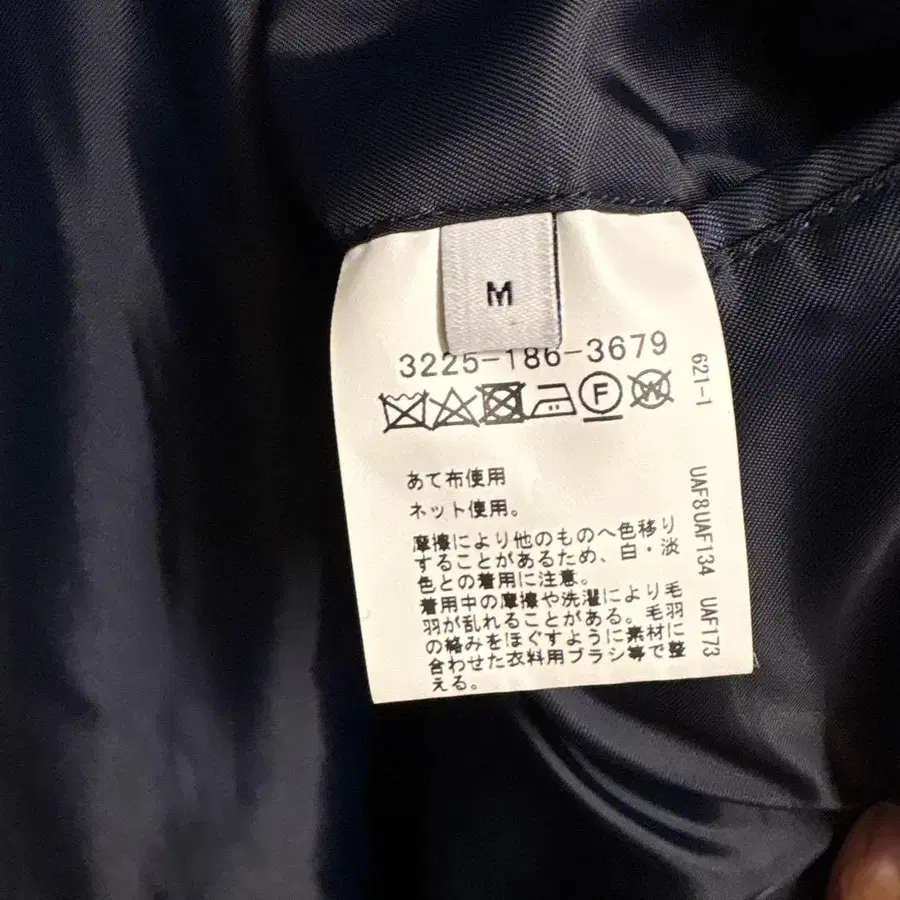 M
3225-186-3679
F
W
621-1
あて布使用
ネット使用。
摩擦により他のものへ色移り
することがあるため、白・淡
色との着用に注意。
着用中の摩擦や洗濯により毛
羽が乱れることがある。毛羽
の絡みをほぐすように素材に
合わせた衣料用ブラシ等で整
える。
UAF8UAF134 UAF173